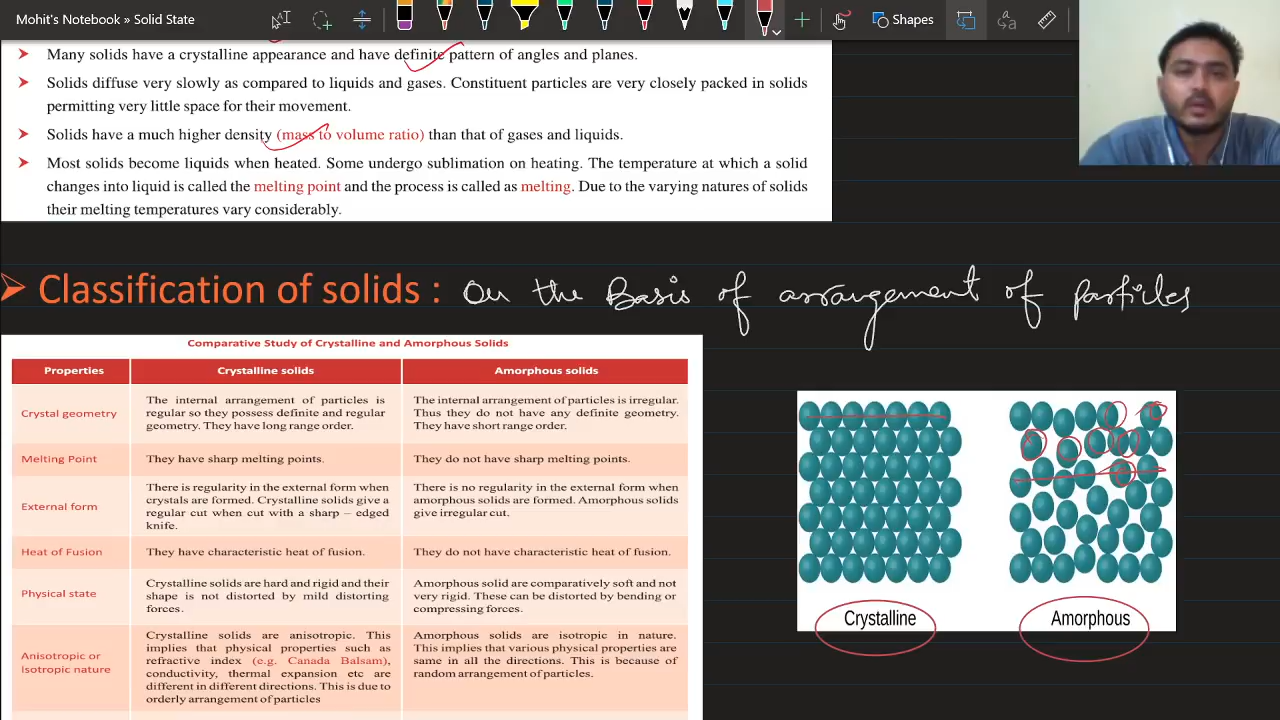 Mohit's Notebook » Solid State
Shapes
Many solids have a crystalline appearance and have definite pattern of angles and planes.
Solids diffuse very slowly as compared to liquids and gases. Constituent particles are very closely packed in solids
permitting very little space for their movement.
Solids have a much higher density (mass to volume ratio) than that of gases and liquids.
Most solids become liquids when heated. Some undergo sublimation on heating. The temperature at which a solid
changes into liquid is called the melting point and the process is called as melting. Due to the varying natures of solids
their melting temperatures vary considerably.
Classification of solids : On the Basis of arrangement of particles
Comparative Study of Crystalline and Amorphous Solids
Properties Crystalline solids Amorphous solids
Crystal geometry
The internal arrangement of particles is
regular so they possess definite and regular
geometry. They have long range order.
The internal arrangement of particles is irregular.
Thus they do not have any definite geometry.
They have short range order.
Melting Point
They have sharp melting points.
They do not have sharp melting points.
External form
There is regularity in the external form when
crystals are formed. Crystalline solids give a
regular cut when cut with a sharp – edged
knife.
There is no regularity in the external form when
amorphous solids are formed. Amorphous solids
give irregular cut.
Heat of Fusion
They have characteristic heat of fusion.
They do not have characteristic heat of fusion.
Physical state
Crystalline solids are hard and rigid and their
shape is not distorted by mild distorting
forces.
Amorphous solid are comparatively soft and not
very rigid. These can be distorted by bending or
compressing forces.
Anisotropic or
isotropic nature
Crystalline solids are anisotropic. This
implies that physical properties such as
refractive index (e.g. Canada Balsam),
conductivity, thermal expansion etc are
different in different directions. This is due to
orderly arrangement of particles
Amorphous solids are isotropic in nature.
This implies that various physical properties are
same in all the directions. This is because of
random arrangement of particles.
Crystalline
Amorphous